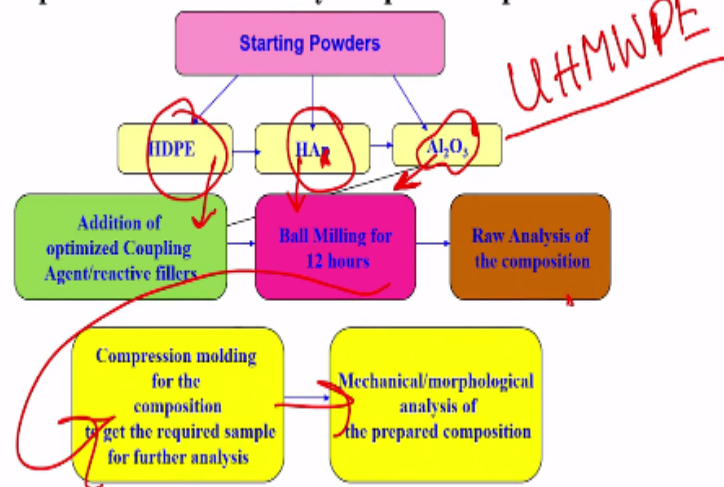 Starting Powders
UHMWPE
HDPE
HAp
Al₂O₃
Addition of
optimized Coupling
Agent/reactive fillers
Ball Milling for
12 hours
Raw Analysis of
the composition
Compression molding
for the
composition
to get the required sample
for further analysis
Mechanical/morphological
analysis of
the prepared composition